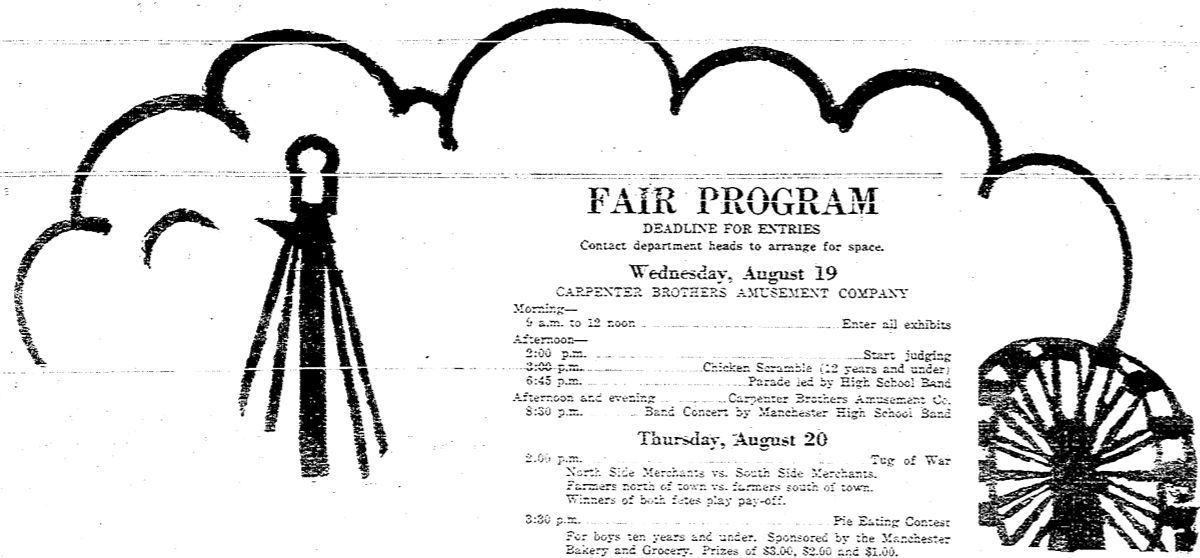 FAIR PROGRAM
DEADLINE FOR ENTRIES
Contact department heads to arrange for space.
Wednesday, August 19
CARPENTER BROTHERS AMUSEMENT COMPANY
Morning—
9 a.m. to 12 noon ........ Enter all exhibits
Afternoon—
2:00 p.m. ........ Start judging
3:00 p.m. ........ Chicken Scramble (12 years and under)
6:45 p.m. ........ Parade led by High School Band
Afternoon and evening ........ Carpenter Brothers Amusement Co.
8:30 p.m. ........ Band Concert by Manchester High School Band
Thursday, August 20
2:00 p.m. ........ Tug of War
North Side Merchants vs. South Side Merchants.
Farmers north of town vs. farmers south of town.
Winners of both fetes play pay-off.
3:30 p.m. ........ Pie Eating Contest
For boys ten years and under. Sponsored by the Manchester
Bakery and Grocery. Prizes of $3.00, $2.00 and $1.00.